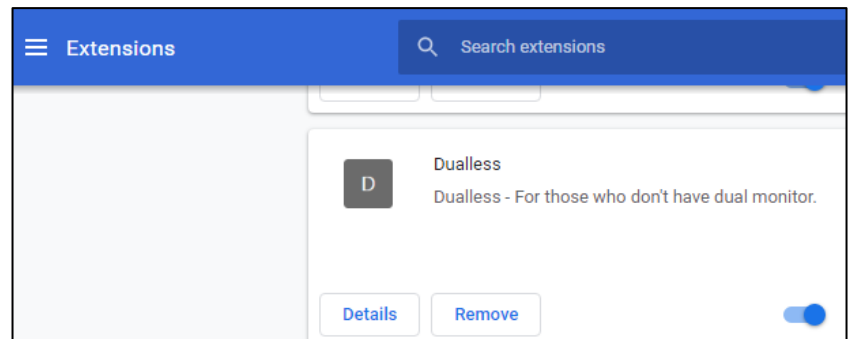 Extensions
Search extensions
D
Dualless
Dualless - For those who don't have dual monitor.
Details
Remove